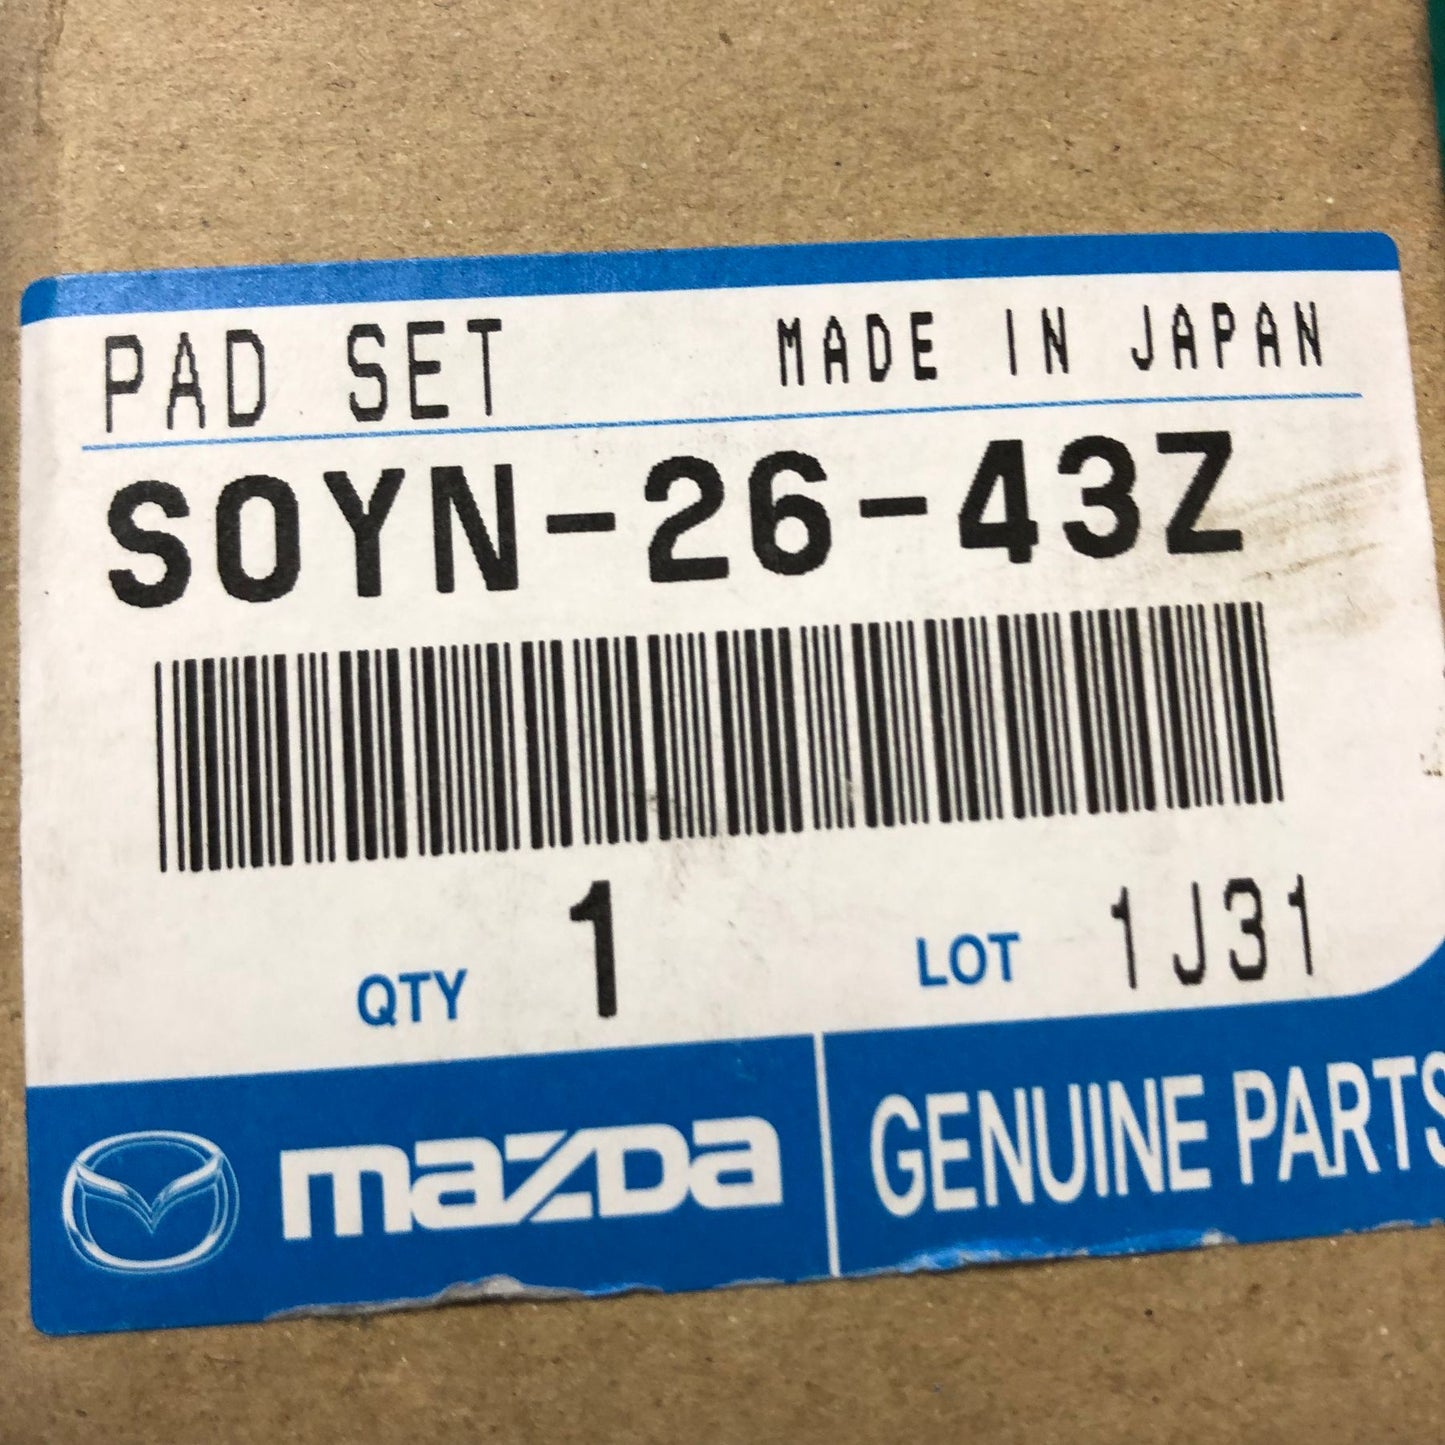 PAD SET MADE IN JAPAN
S0YN-26-43Z
QTY 1 LOT 1J31
mazda GENUINE PARTS